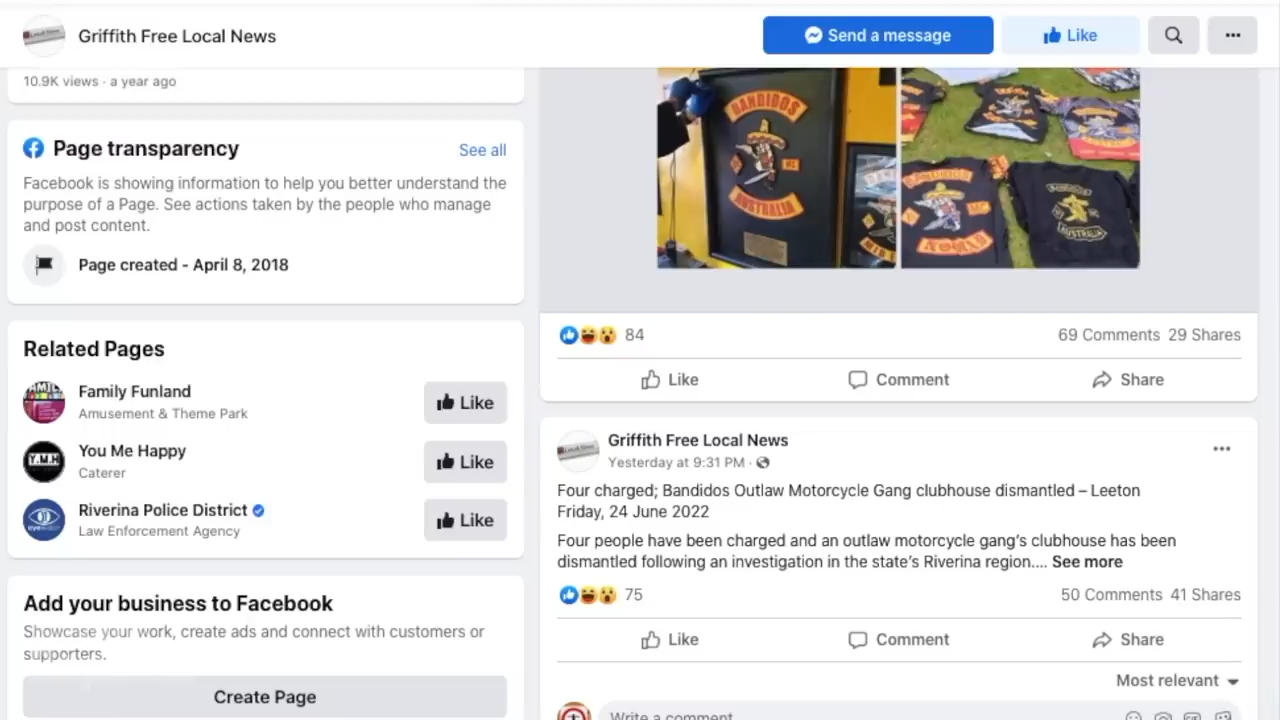 Griffith Free Local News
Send a message
Like
10.9K views · a year ago
Page transparency
See all
Facebook is showing information to help you better understand the
purpose of a Page. See actions taken by the people who manage
and post content.
Page created - April 8, 2018
Related Pages
Family Funland
Amusement & Theme Park
Like
You Me Happy
Caterer
Like
Riverina Police District
Law Enforcement Agency
Like
Add your business to Facebook
Showcase your work, create ads and connect with customers or
supporters.
Create Page
BANDIDOS
MC
AUSTRALIA
BANDIDOS
MC
NOMAD
AUSTRALIA
AUSTRALIA
84
69 Comments 29 Shares
Like
Comment
Share
Griffith Free Local News
Yesterday at 9:31 PM ·
Four charged; Bandidos Outlaw Motorcycle Gang clubhouse dismantled – Leeton
Friday, 24 June 2022
Four people have been charged and an outlaw motorcycle gang's clubhouse has been
dismantled following an investigation in the state's Riverina region.... See more
75
50 Comments 41 Shares
Like
Comment
Share
Most relevant
Write a comment